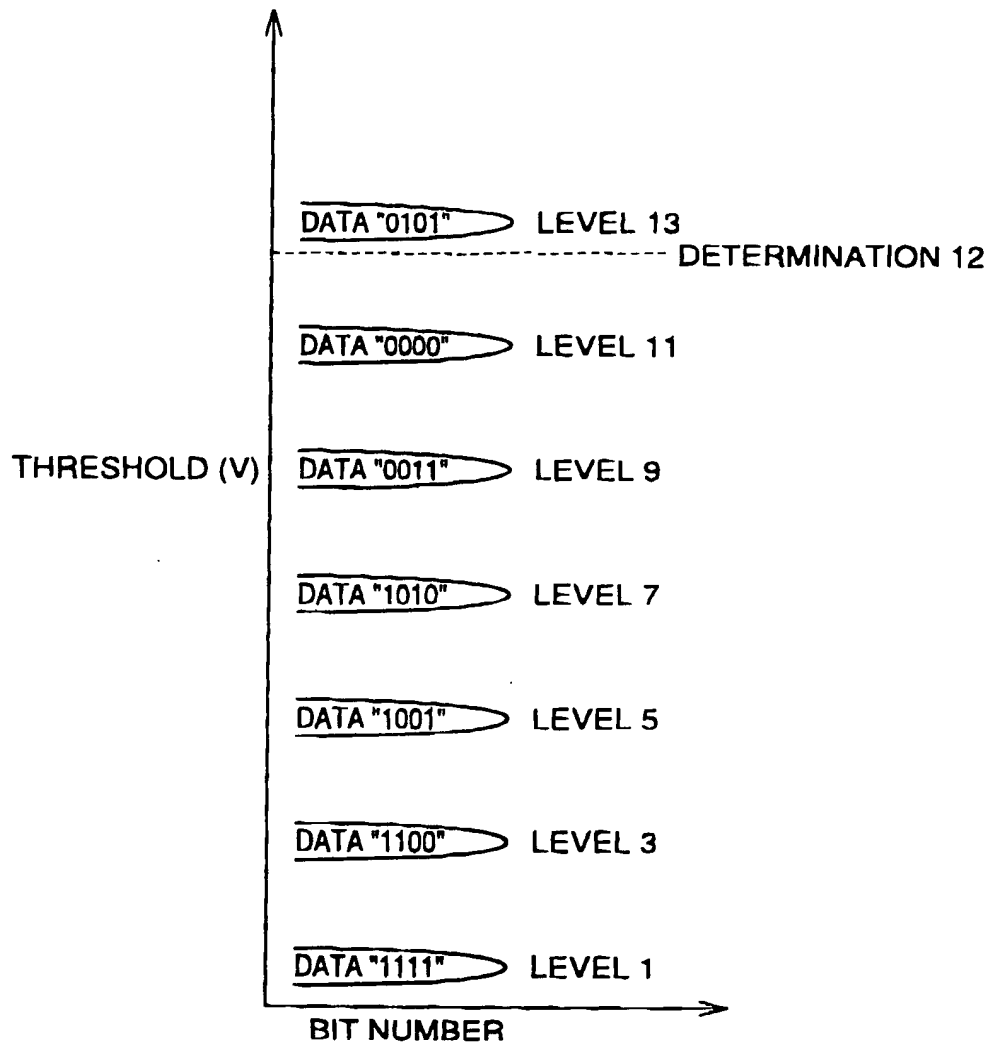 DATA "0101" LEVEL 13
DETERMINATION 12
DATA "0000" LEVEL 11
THRESHOLD (V)
DATA "0011" LEVEL 9
DATA "1010" LEVEL 7
DATA "1001" LEVEL 5
DATA "1100" LEVEL 3
DATA "1111" LEVEL 1
BIT NUMBER